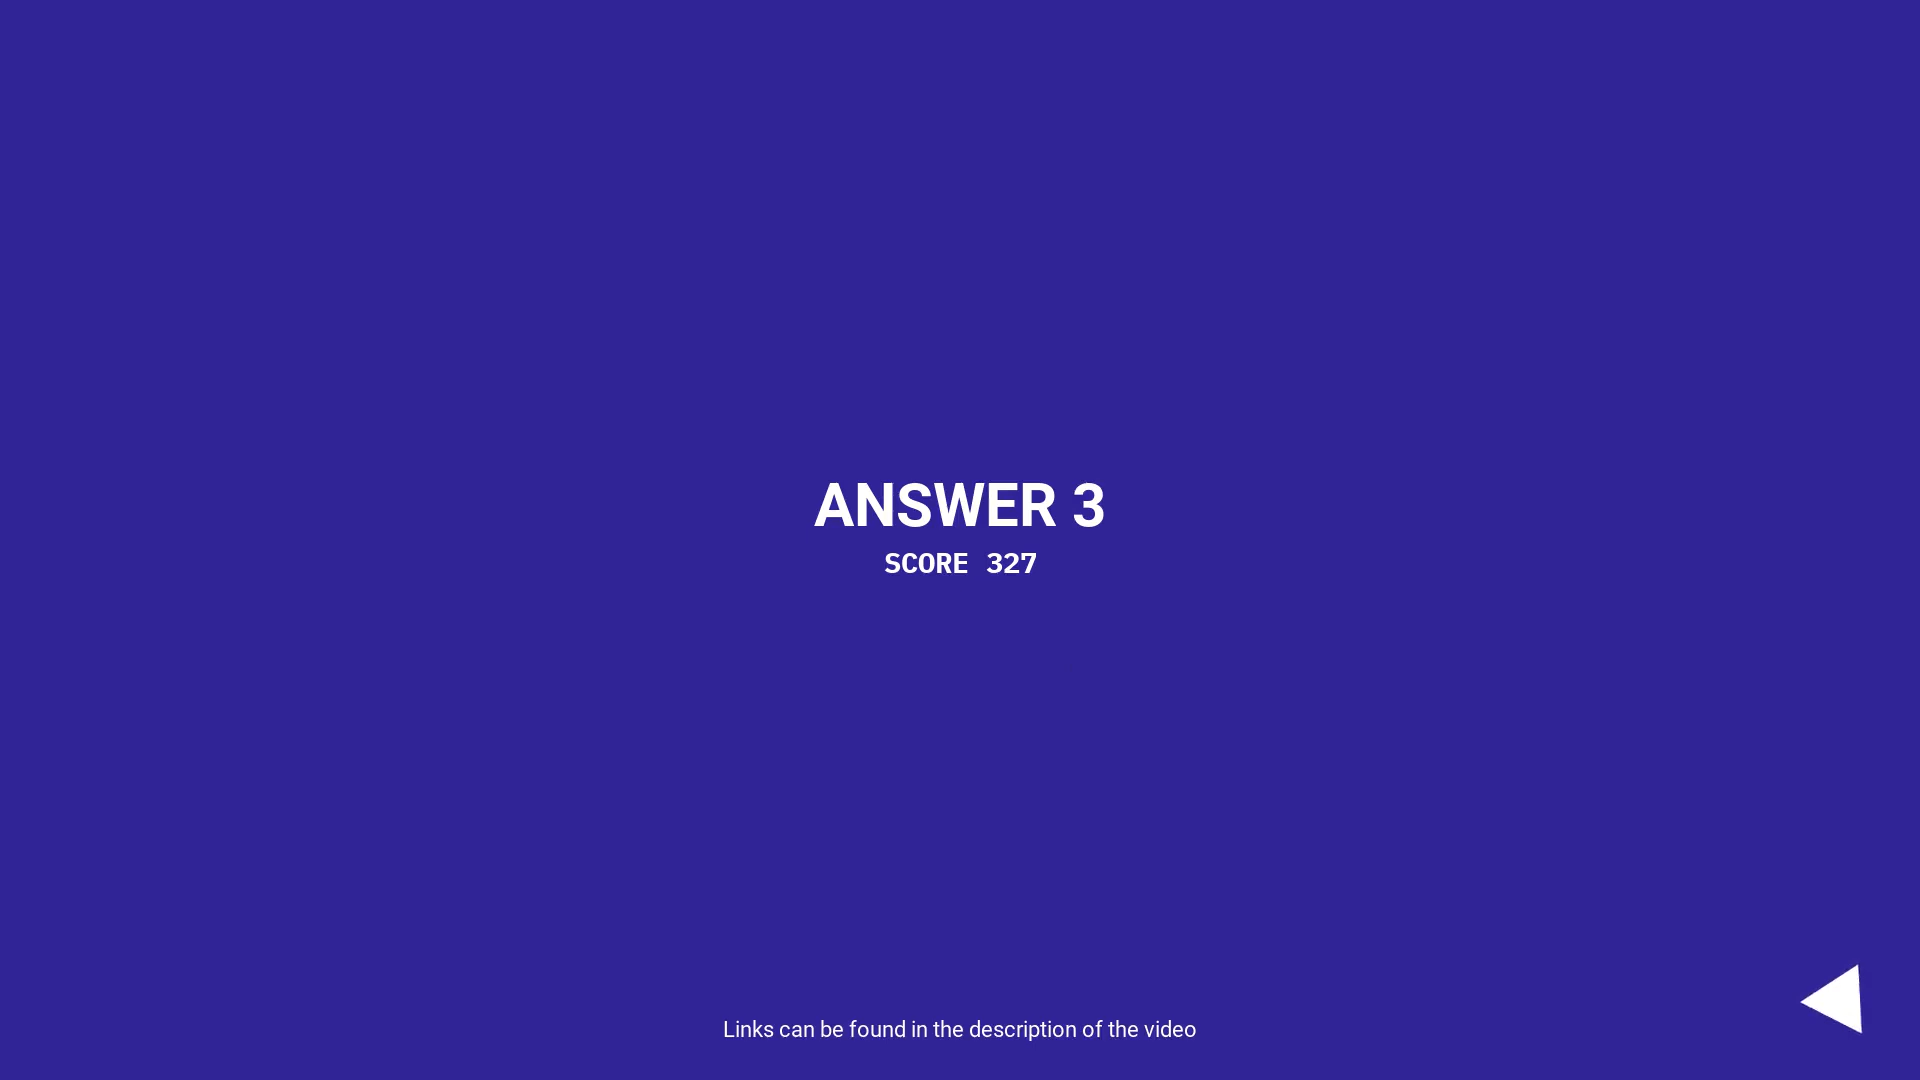 ANSWER 3
SCORE 327
Links can be found in the description of the video